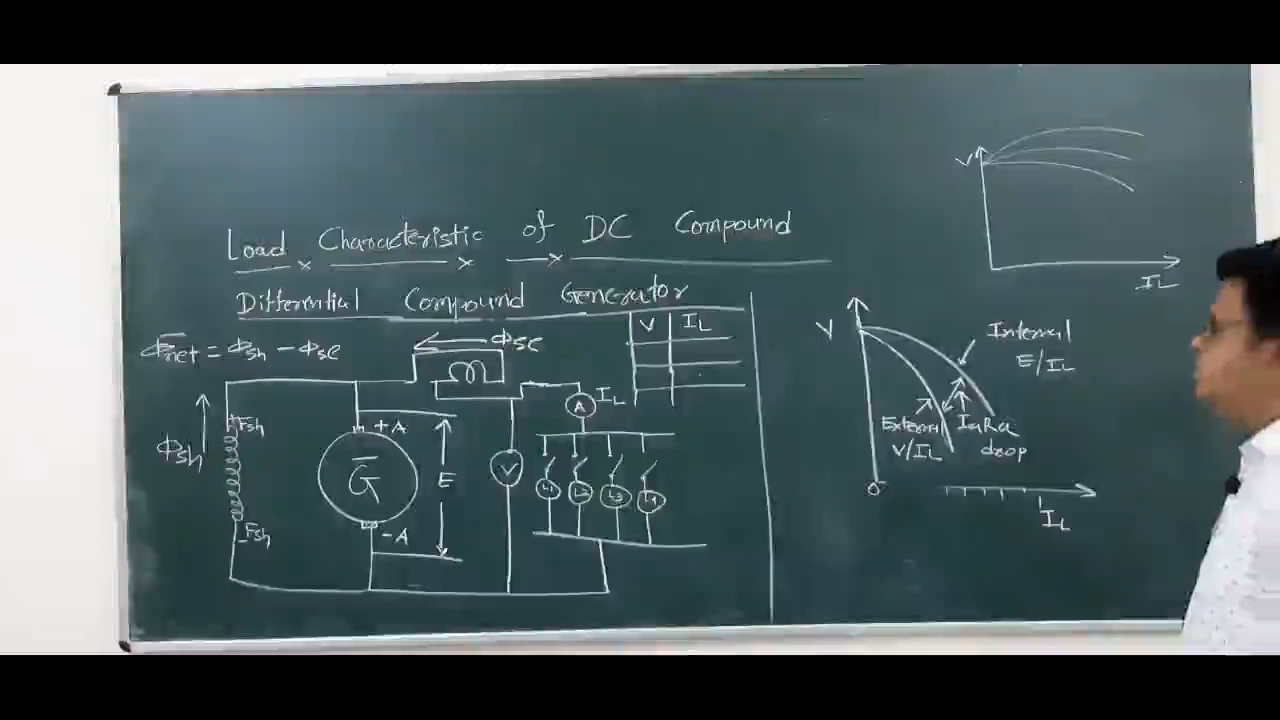 Load Characteristic of DC Compound
Differential Compound Generator
Φnet = Φsh - Φse
Φse
V IL
Φsh
+Fsh
-Fsh
+A
G
-A
E
V
A
IL
L1 L2 L3 L4
V
IL
V
Internal
E/IL
External
V/IL
IaRa
drop
O
IL